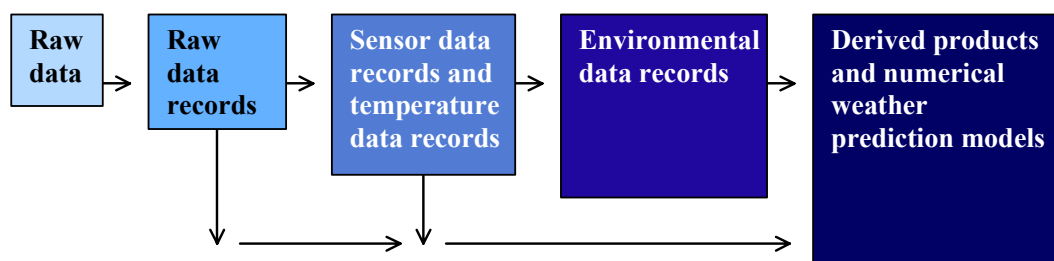 Raw
data
Raw
data
records
Sensor data
records and
temperature
data records
Environmental
data records
Derived products
and numerical
weather
prediction models